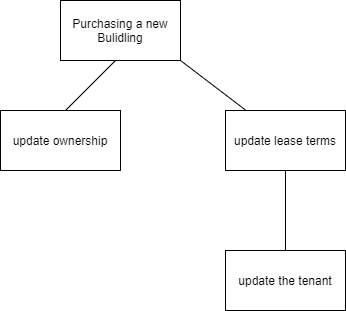 Purchasing a new
Bulidling
update ownership
update lease terms
update the tenant